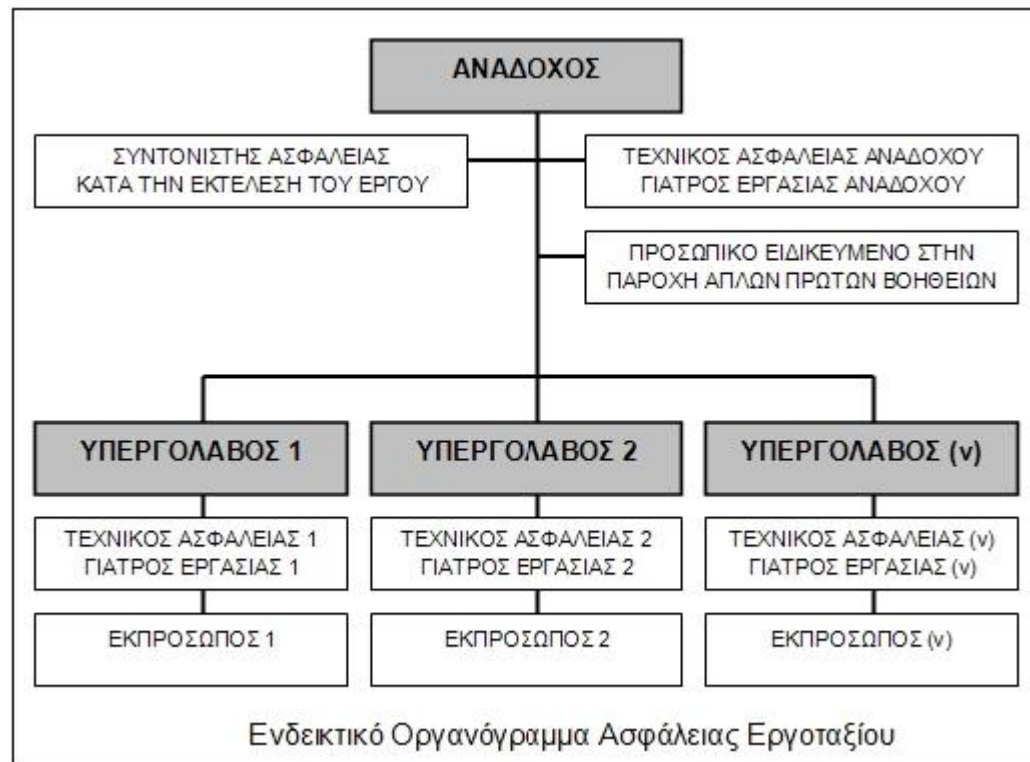 ΑΝΑΔΟΧΟΣ
ΣΥΝΤΟΝΙΣΤΗΣ ΑΣΦΑΛΕΙΑΣ
ΚΑΤΑ ΤΗΝ ΕΚΤΕΛΕΣΗ ΤΟΥ ΕΡΓΟΥ
ΤΕΧΝΙΚΟΣ ΑΣΦΑΛΕΙΑΣ ΑΝΑΔΟΧΟΥ
ΓΙΑΤΡΟΣ ΕΡΓΑΣΙΑΣ ΑΝΑΔΟΧΟΥ
ΠΡΟΣΩΠΙΚΟ ΕΙΔΙΚΕΥΜΕΝΟ ΣΤΗΝ
ΠΑΡΟΧΗ ΑΠΛΩΝ ΠΡΩΤΩΝ ΒΟΗΘΕΙΩΝ
ΥΠΕΡΓΟΛΑΒΟΣ 1
ΥΠΕΡΓΟΛΑΒΟΣ 2
ΥΠΕΡΓΟΛΑΒΟΣ (ν)
ΤΕΧΝΙΚΟΣ ΑΣΦΑΛΕΙΑΣ 1
ΓΙΑΤΡΟΣ ΕΡΓΑΣΙΑΣ 1
ΤΕΧΝΙΚΟΣ ΑΣΦΑΛΕΙΑΣ 2
ΓΙΑΤΡΟΣ ΕΡΓΑΣΙΑΣ 2
ΤΕΧΝΙΚΟΣ ΑΣΦΑΛΕΙΑΣ (ν)
ΓΙΑΤΡΟΣ ΕΡΓΑΣΙΑΣ (ν)
ΕΚΠΡΟΣΩΠΟΣ 1
ΕΚΠΡΟΣΩΠΟΣ 2
ΕΚΠΡΟΣΩΠΟΣ (ν)
Ενδεικτικό Οργανόγραμμα Ασφάλειας Εργοταξίου